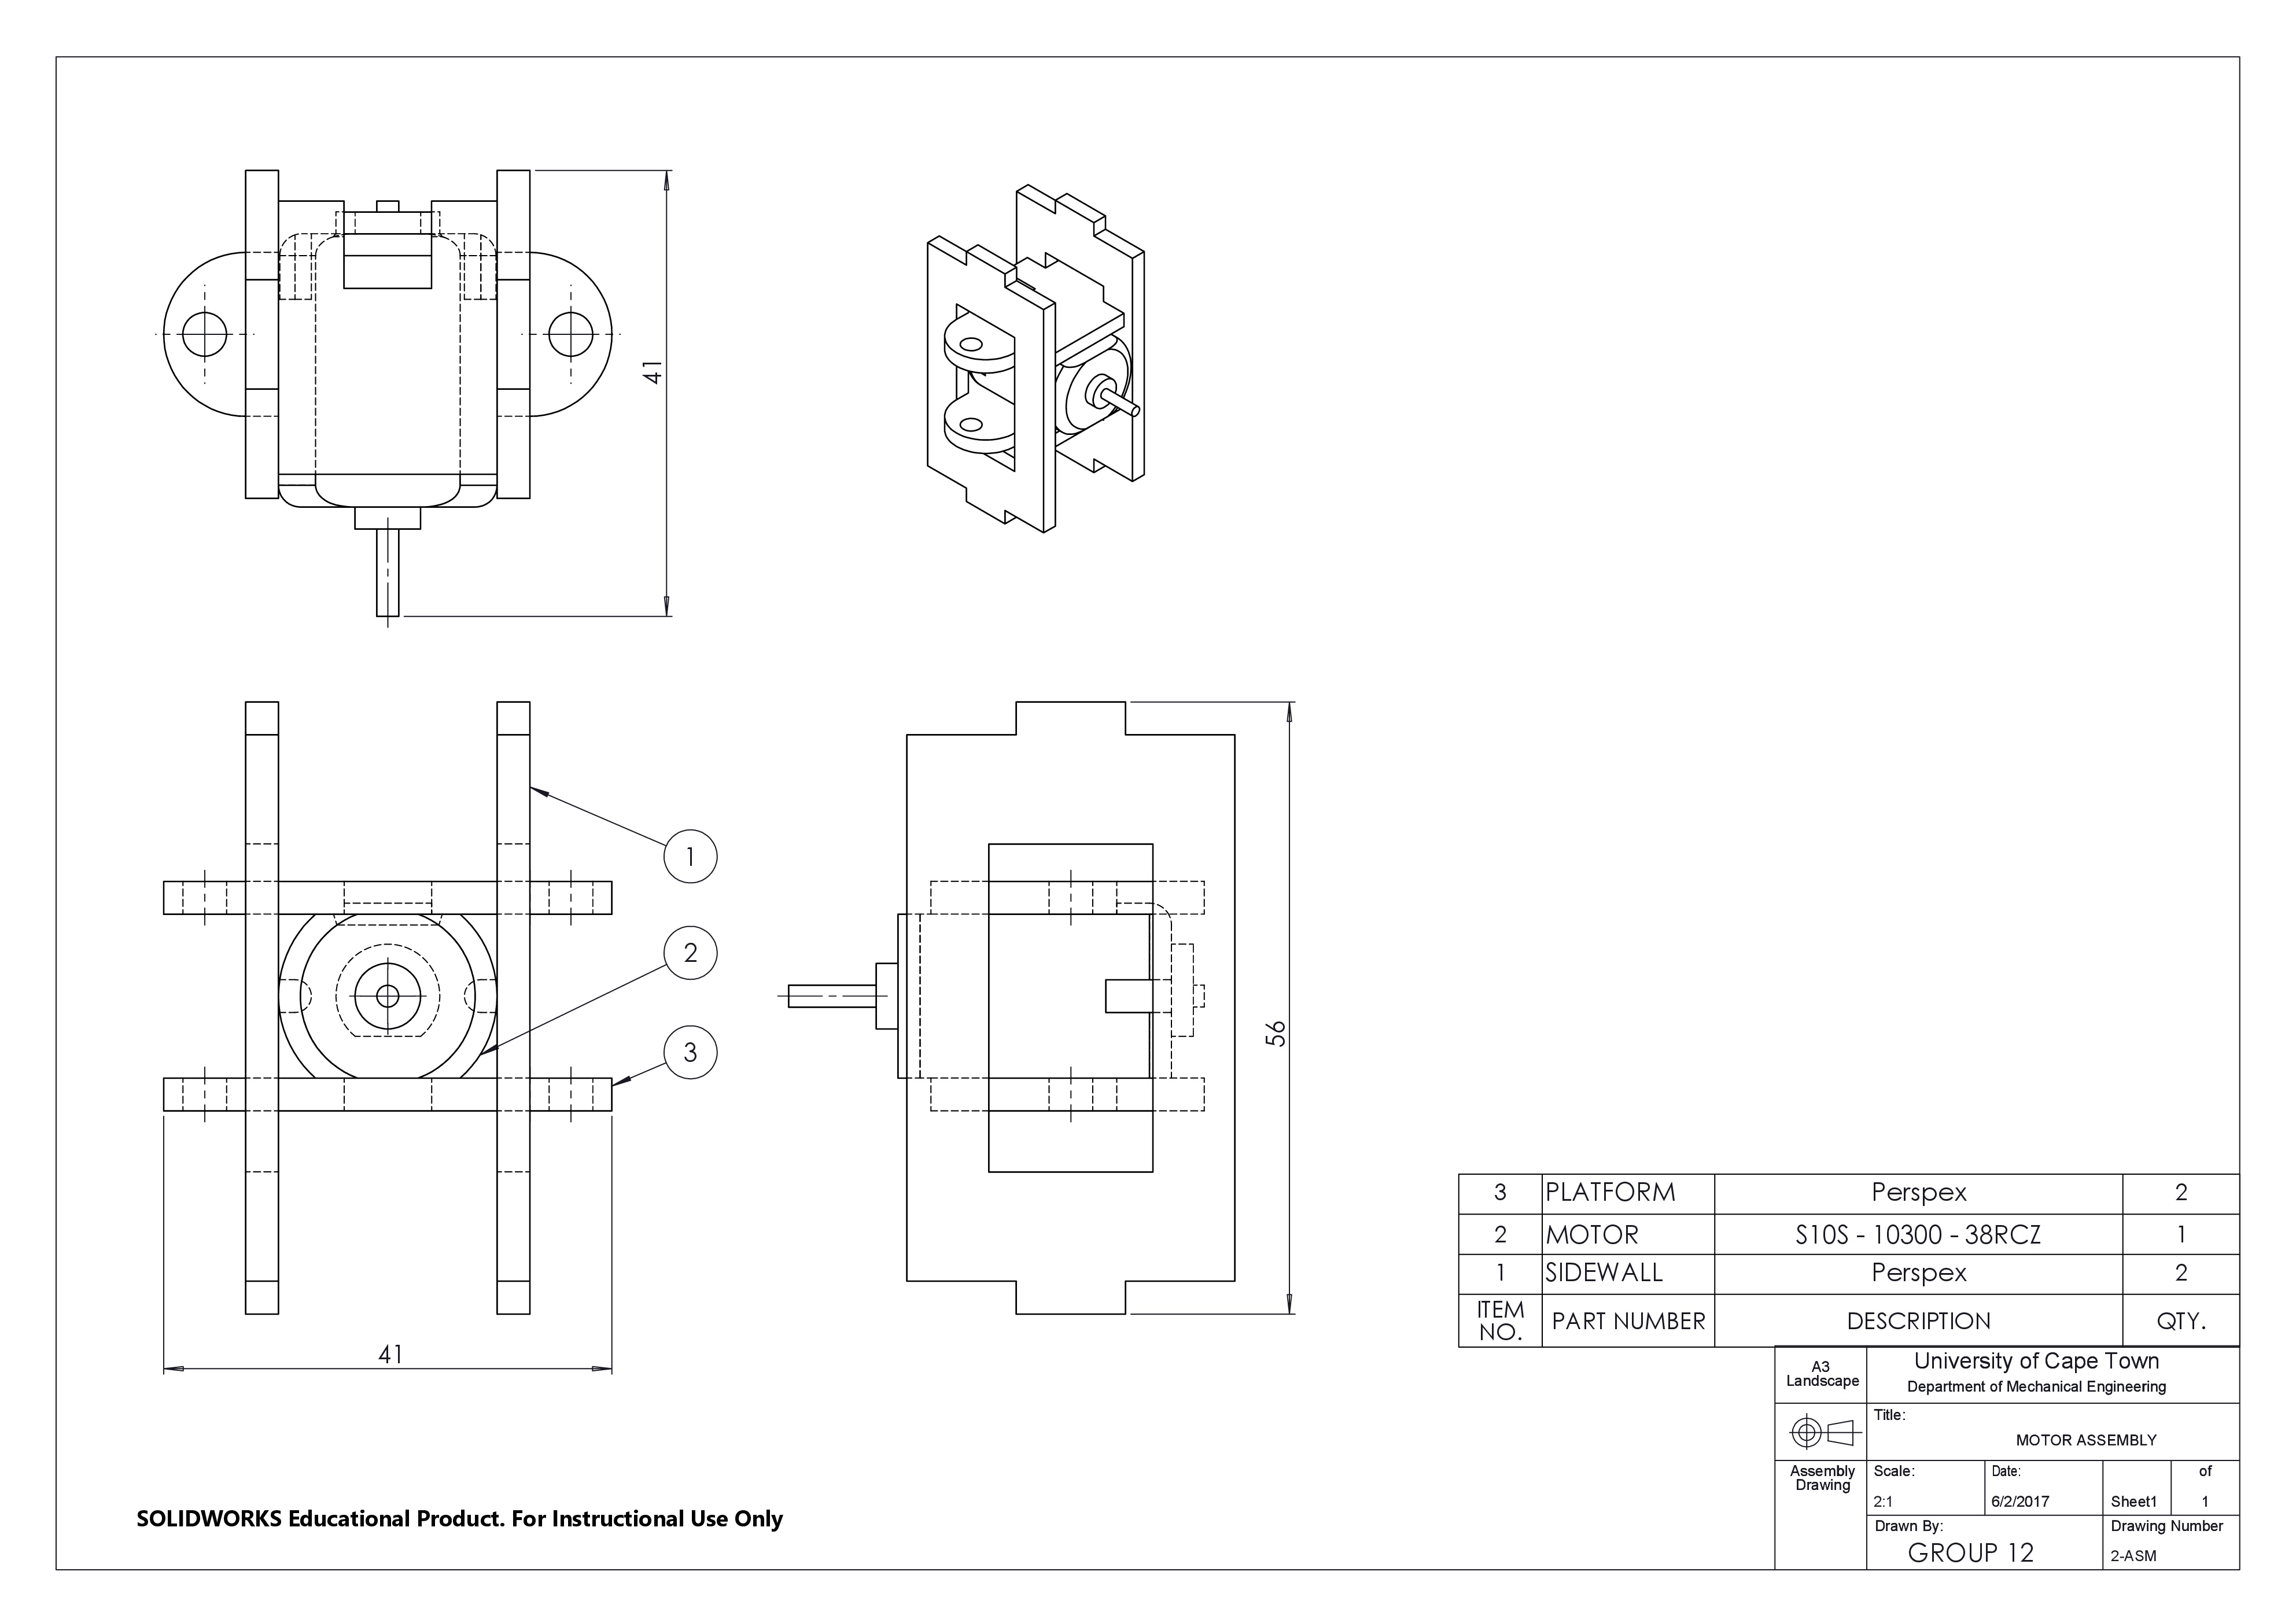 41
1
2
3
41
56
3 PLATFORM Perspex 2
2 MOTOR S10S - 10300 - 38RCZ 1
1 SIDEWALL Perspex 2
ITEM NO. PART NUMBER DESCRIPTION QTY.
A3
Landscape
University of Cape Town
Department of Mechanical Engineering
Title:
MOTOR ASSEMBLY
Assembly
Drawing
Scale:
2:1
Date:
6/2/2017
Sheet1
of
1
Drawn By:
GROUP 12
Drawing Number
2-ASM
SOLIDWORKS Educational Product. For Instructional Use Only